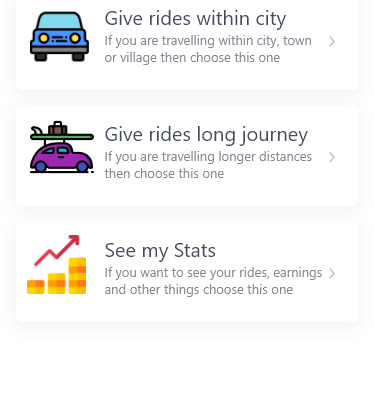 Give rides within city
If you are travelling within city, town
or village then choose this one
Give rides long journey
If you are travelling longer distances
then choose this one
See my Stats
If you want to see your rides, earnings
and other things choose this one